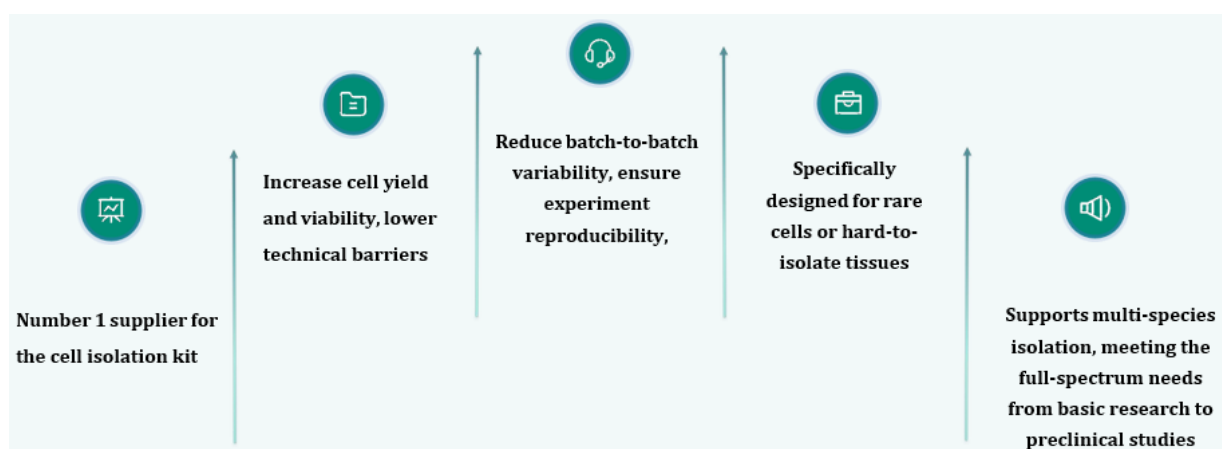 Number 1 supplier for
the cell isolation kit
Increase cell yield
and viability, lower
technical barriers
Reduce batch-to-batch
variability, ensure
experiment
reproducibility,
Specifically
designed for rare
cells or hard-to-
isolate tissues
Supports multi-species
isolation, meeting the
full-spectrum needs
from basic research to
preclinical studies